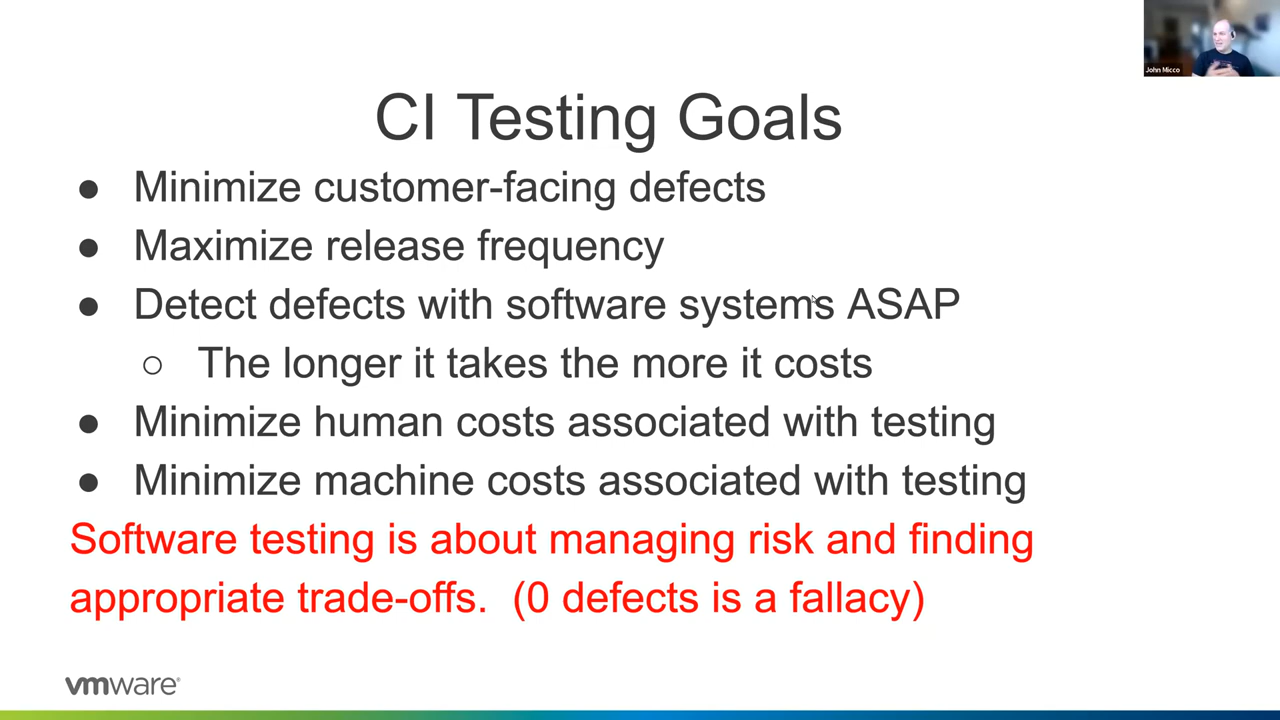 John Micco
CI Testing Goals
● Minimize customer-facing defects
● Maximize release frequency
● Detect defects with software systems ASAP
○ The longer it takes the more it costs
● Minimize human costs associated with testing
● Minimize machine costs associated with testing
Software testing is about managing risk and finding
appropriate trade-offs.  (0 defects is a fallacy)
vmware®